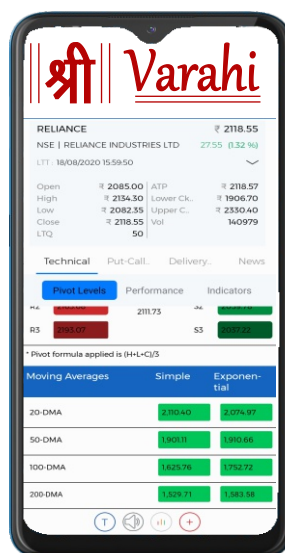 ||श्री|| Varahi
RELIANCE ₹ 2118.55
NSE | RELIANCE INDUSTRIES LTD 27.55 (1.32 %)
LTT : 18/08/2020 15:59:50
Open ₹ 2085.00 ATP ₹ 2118.57
High ₹ 2134.30 Lower Ck.. ₹ 1906.70
Low ₹ 2082.35 Upper C.. ₹ 2330.40
Close ₹ 2118.55 Vol 140979
LTQ 50
Technical Put-Call.. Delivery.. News
Pivot Levels Performance Indicators
R2 2111.73 S2
R3 2193.07 S3 2037.22
* Pivot formula applied is (H+L+C)/3
Moving Averages Simple Exponen-
tial
20-DMA 2,110.40 2,074.97
50-DMA 1,901.11 1,910.66
100-DMA 1,625.76 1,752.72
200-DMA 1,529.71 1,583.58
T